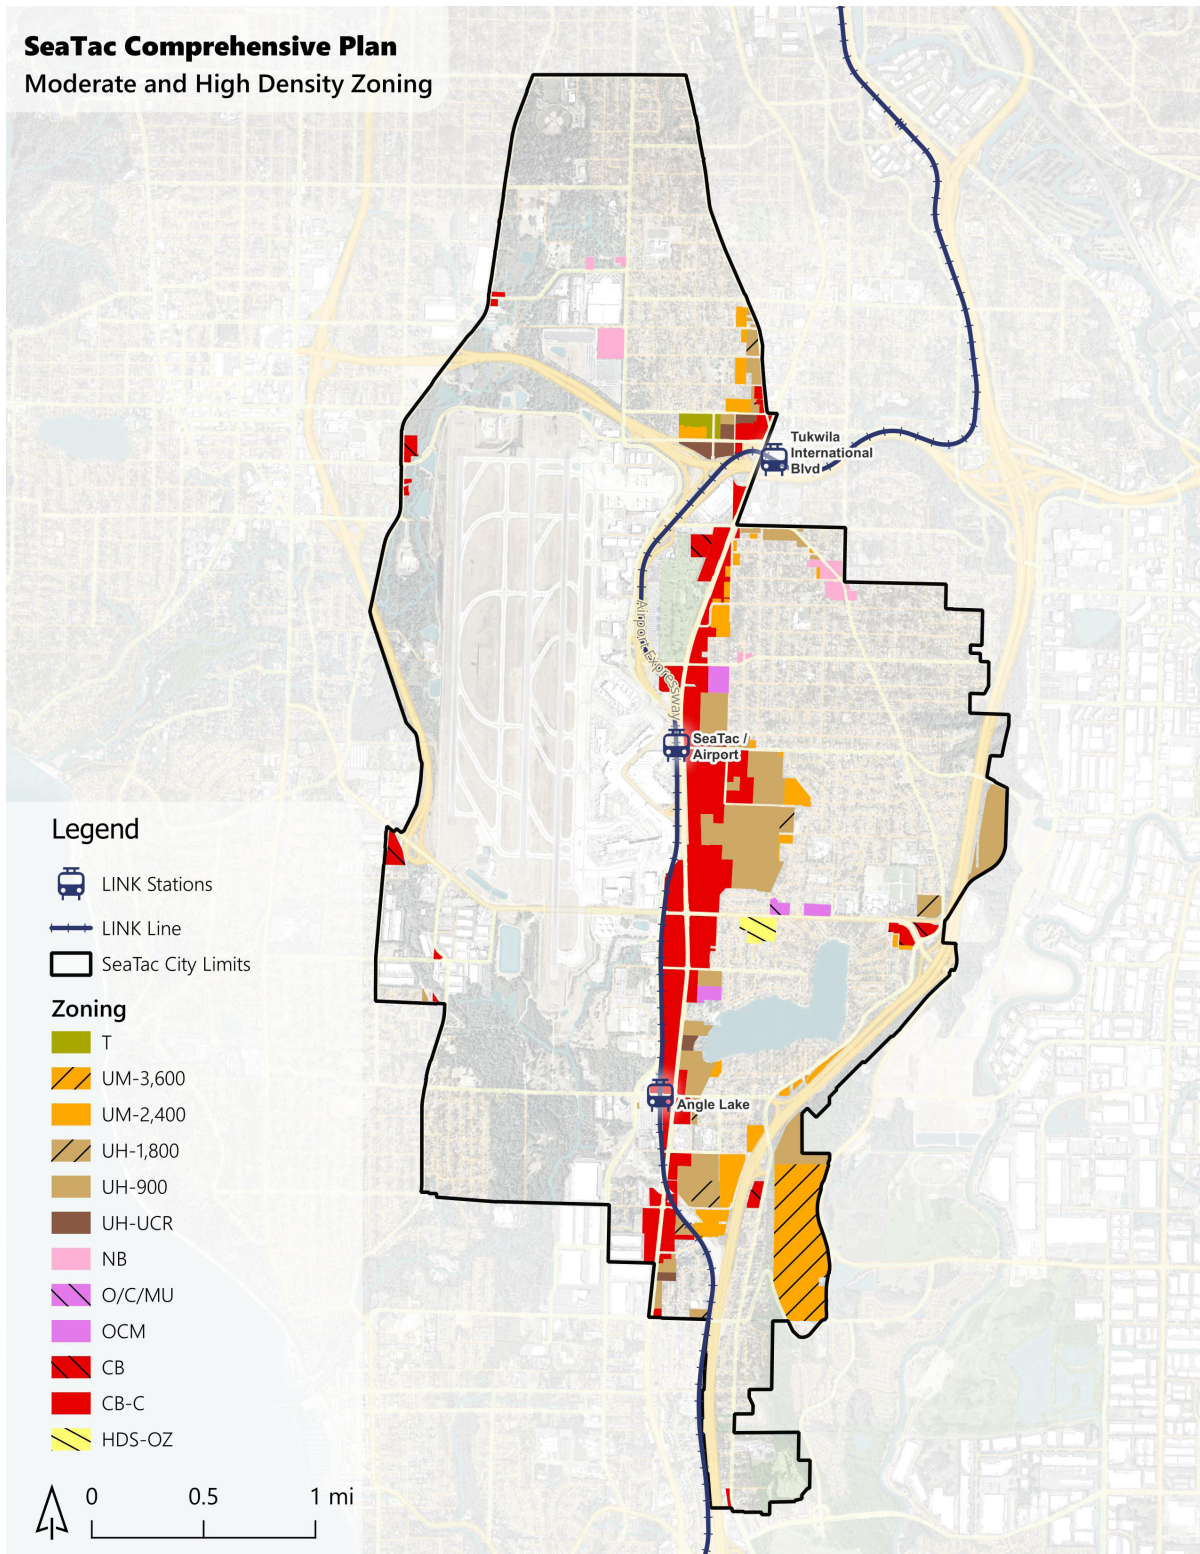 SeaTac Comprehensive Plan
Moderate and High Density Zoning
Tukwila
International
Blvd
Airport Expressway
SeaTac /
Airport
Angle Lake
Legend
LINK Stations
LINK Line
SeaTac City Limits
Zoning
T
UM-3,600
UM-2,400
UH-1,800
UH-900
UH-UCR
NB
O/C/MU
OCM
CB
CB-C
HDS-OZ
0 0.5 1 mi